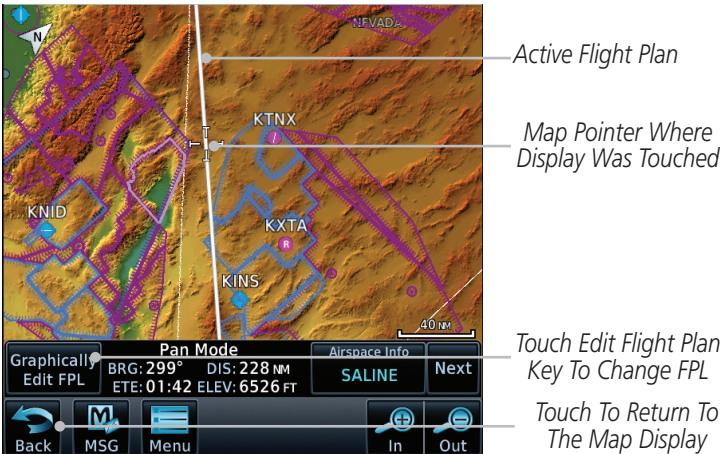 NEVADA
N
Active Flight Plan
KTNX
Map Pointer Where
Display Was Touched
KNID
KXTA
R
KINS
40 NM
Graphically
Edit FPL
Pan Mode
BRG: 299° DIS: 228 NM
ETE: 01:42 ELEV: 6526 FT
Airspace Info
SALINE
Next
Touch Edit Flight Plan
Key To Change FPL
Back
M
MSG
Menu
In
Out
Touch To Return To
The Map Display